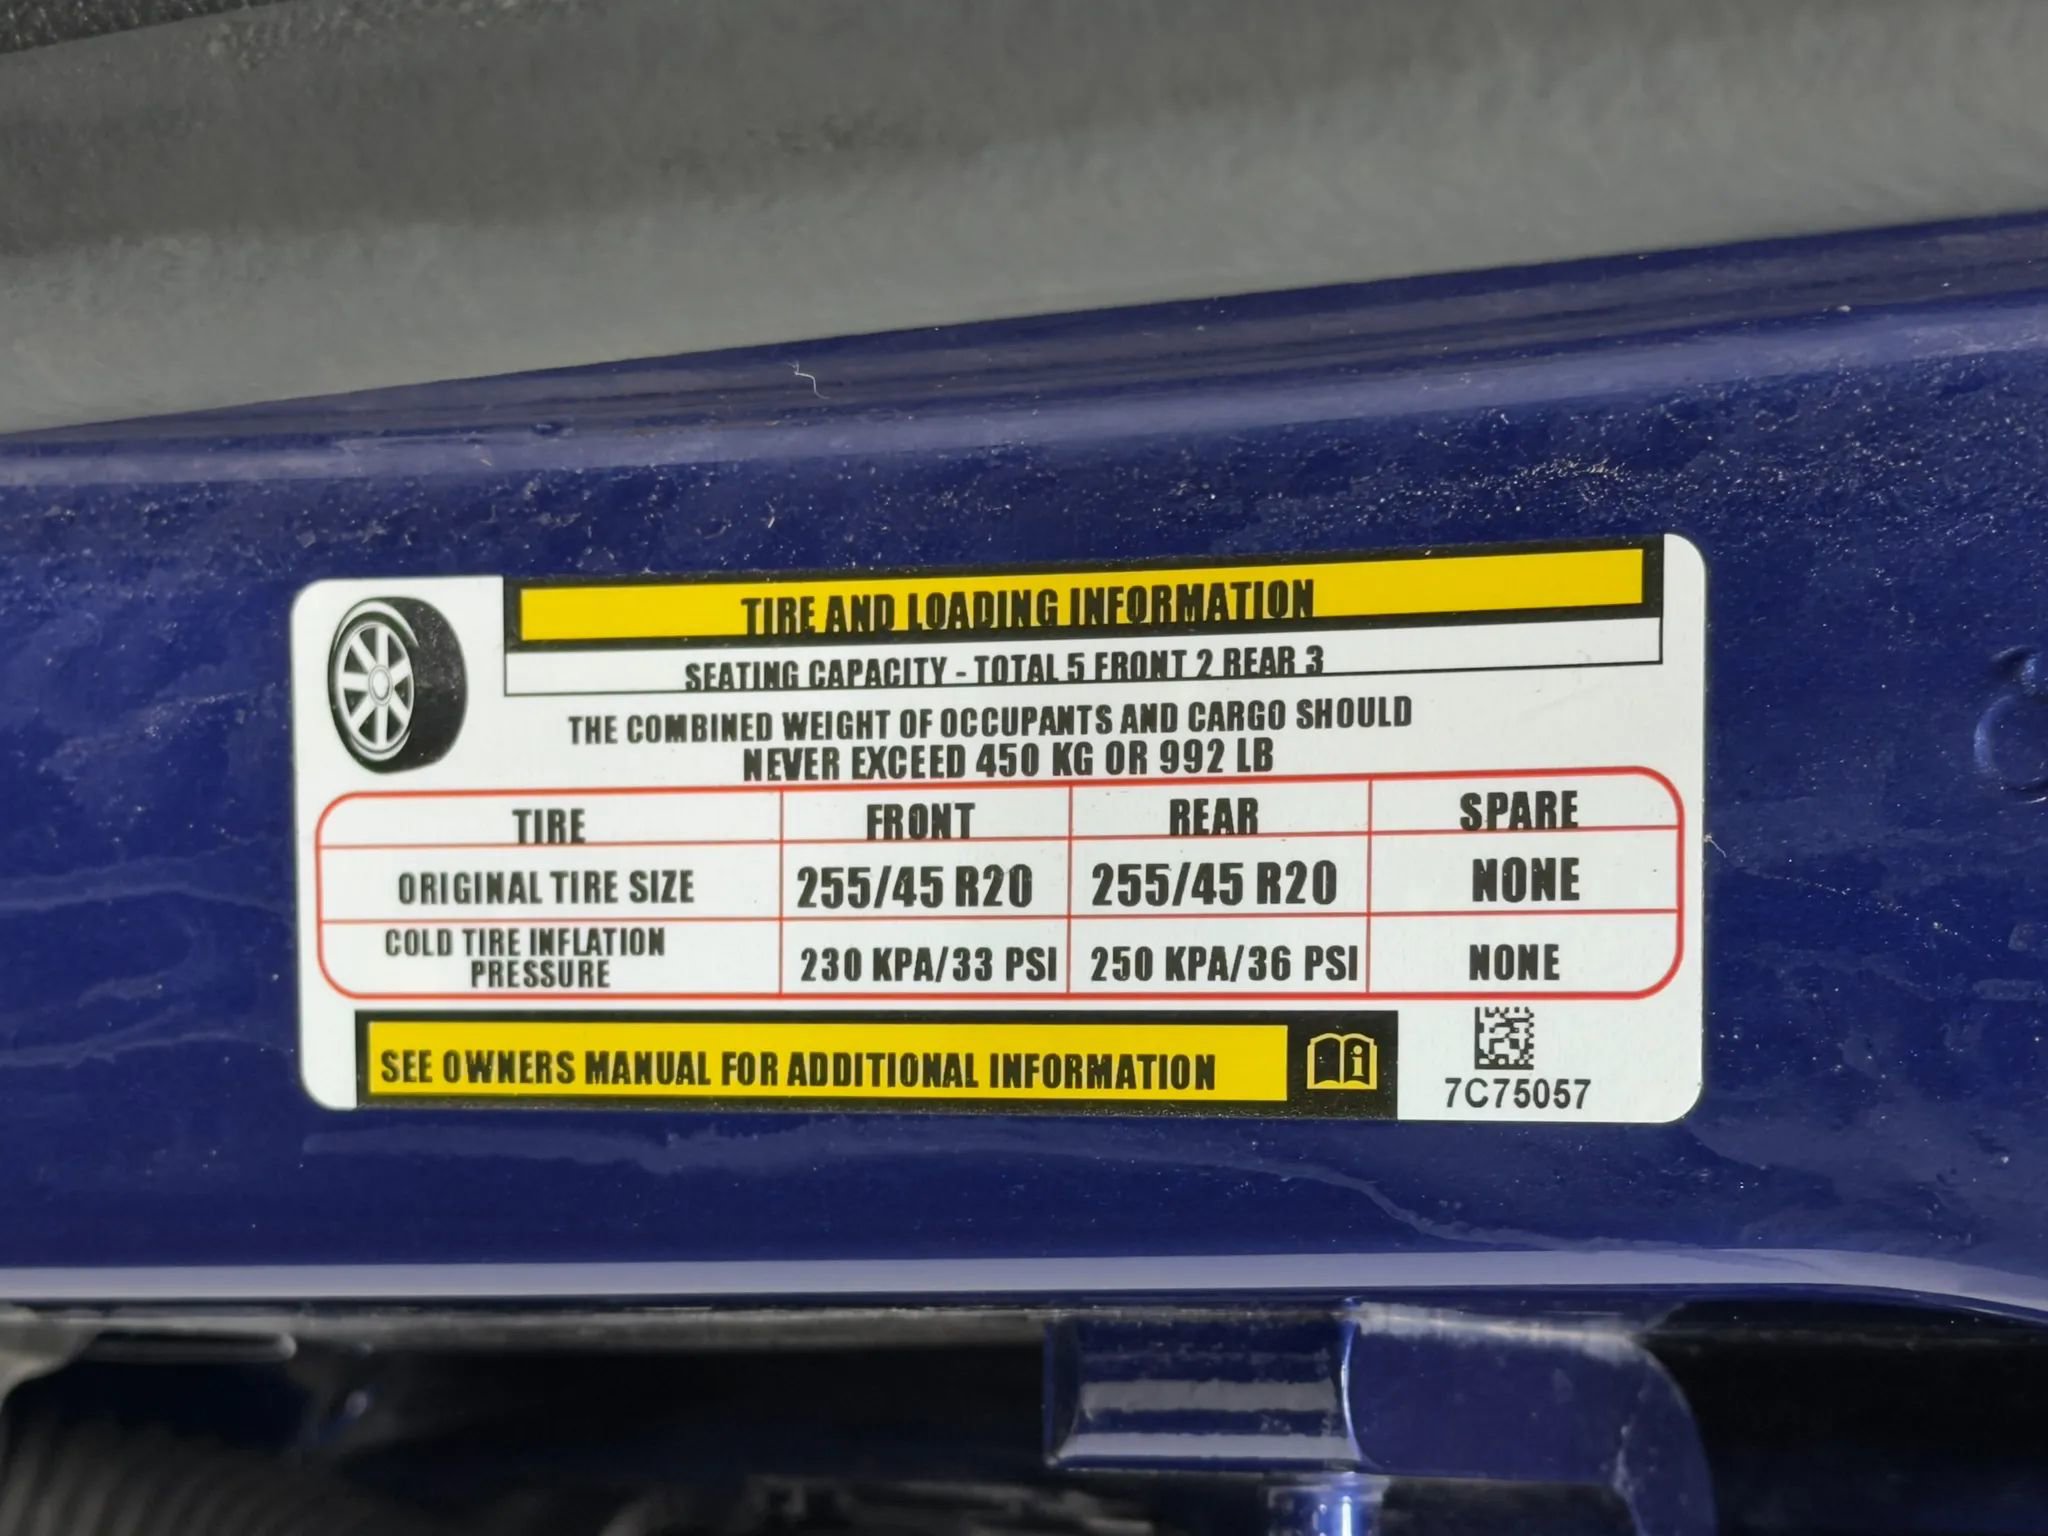 TIRE AND LOADING INFORMATION
SEATING CAPACITY - TOTAL 5 FRONT 2 REAR 3
THE COMBINED WEIGHT OF OCCUPANTS AND CARGO SHOULD
NEVER EXCEED 450 KG OR 992 LB
TIRE FRONT REAR SPARE
ORIGINAL TIRE SIZE 255/45 R20 255/45 R20 NONE
COLD TIRE INFLATION
PRESSURE 230 KPA/33 PSI 250 KPA/36 PSI NONE
SEE OWNERS MANUAL FOR ADDITIONAL INFORMATION
7C75057